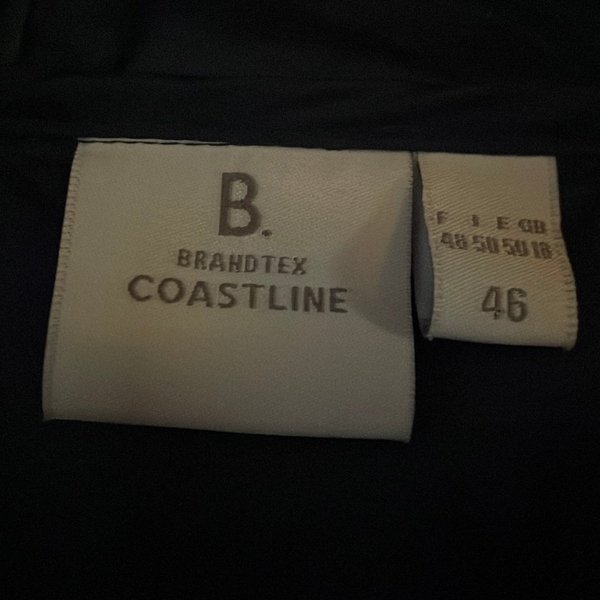 B.
BRANDTEX
COASTLINE
F I E GB
48 50 50 18
46